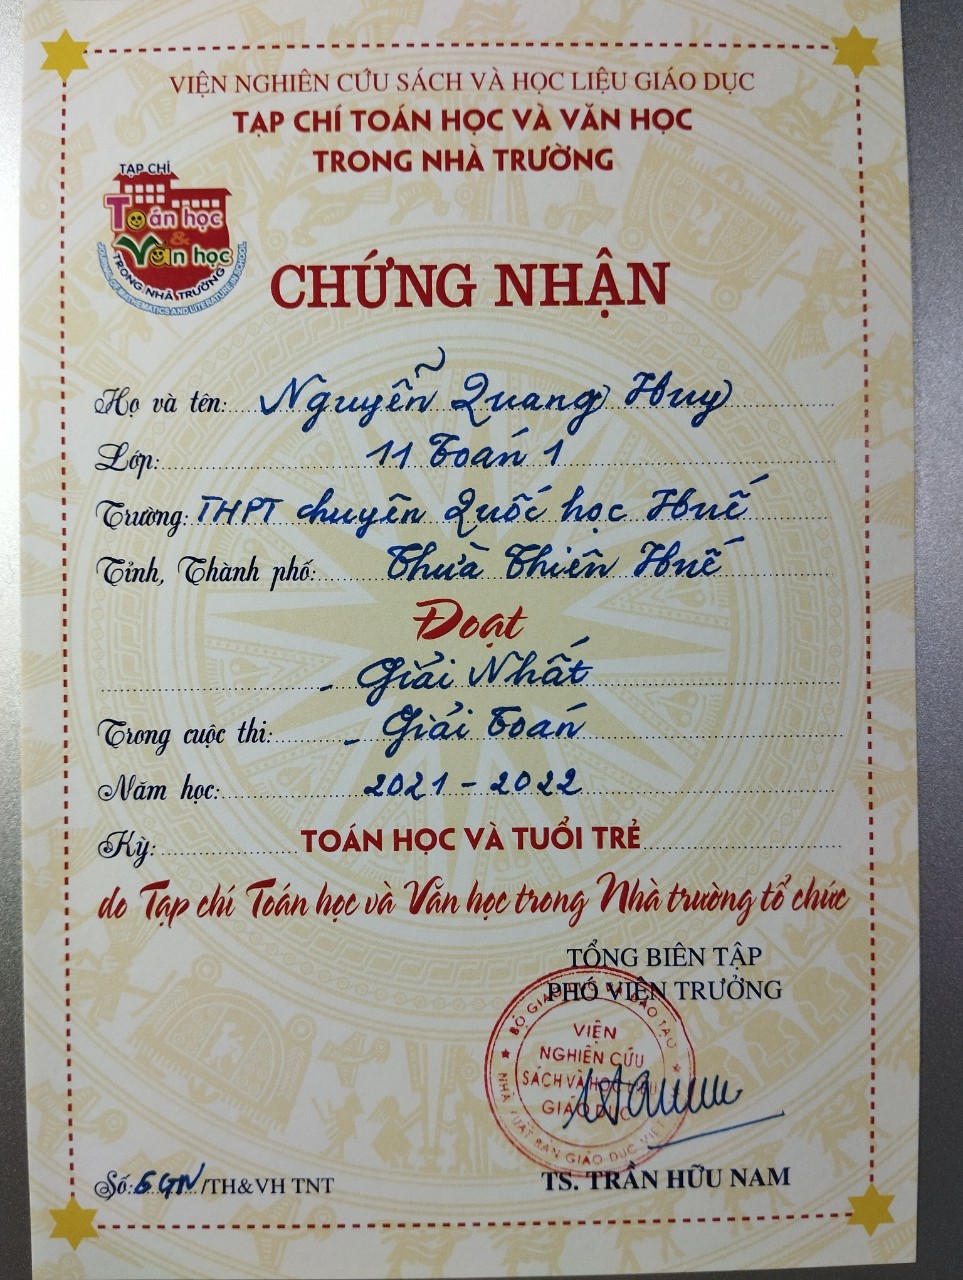 VIỆN NGHIÊN CỨU SÁCH VÀ HỌC LIỆU GIÁO DỤC
TẠP CHÍ TOÁN HỌC VÀ VĂN HỌC
TRONG NHÀ TRƯỜNG
TẠP CHÍ
Toán học
& Văn học
TRONG NHÀ TRƯỜNG
JOURNAL OF MATHEMATICS AND LITERATURE IN SCHOOL
CHỨNG NHẬN
Họ và tên: Nguyễn Quang Huy
Lớp: 11 Toán 1
Trường: THPT chuyên Quốc học Huế
Tỉnh, Thành phố: Thừa Thiên Huế
Đoạt
- Giải Nhất
Trong cuộc thi: - Giải Toán
Năm học: 2021 - 2022
Kỳ: TOÁN HỌC VÀ TUỔI TRẺ
do Tạp chí Toán học và Văn học trong Nhà trường tổ chức
TỔNG BIÊN TẬP
PHÓ VIỆN TRƯỞNG
BỘ GIÁO DỤC VÀ ĐÀO TẠO
VIỆN
NGHIÊN CỨU
SÁCH VÀ HỌC LIỆU
GIÁO DỤC
NHÀ XUẤT BẢN GIÁO DỤC VIỆT
Số: 5GN/TH&VH TNT
TS. TRẦN HỮU NAM